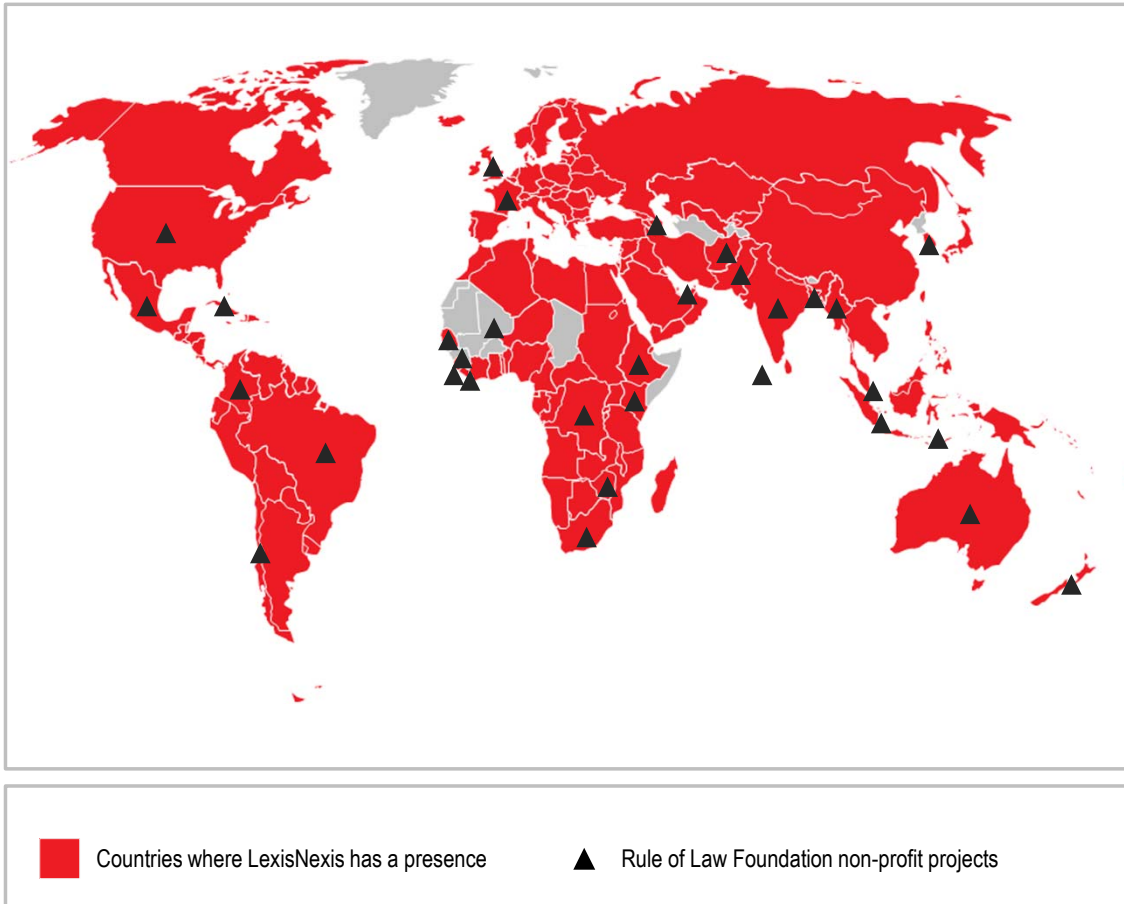 Countries where LexisNexis has a presence
Rule of Law Foundation non-profit projects